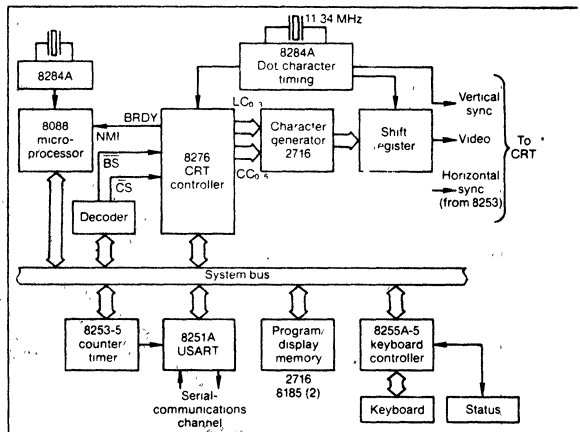 11 34 MHz
8284A
8284A
Dot character
timing
8088
micro-
processor
BRDY
NMI
BS
CS
Decoder
8276
CRT
controller
LC0-3
CC0-6
Character
generator
2716
Shift
register
Vertical
sync
Video
Horizontal
sync
(from 8253)
To
CRT
System bus
8253-5
counter/
timer
8251A
USART
Program/
display
memory
2716
8185 (2)
8255A-5
keyboard
controller
Serial-
communications
channel
Keyboard
Status